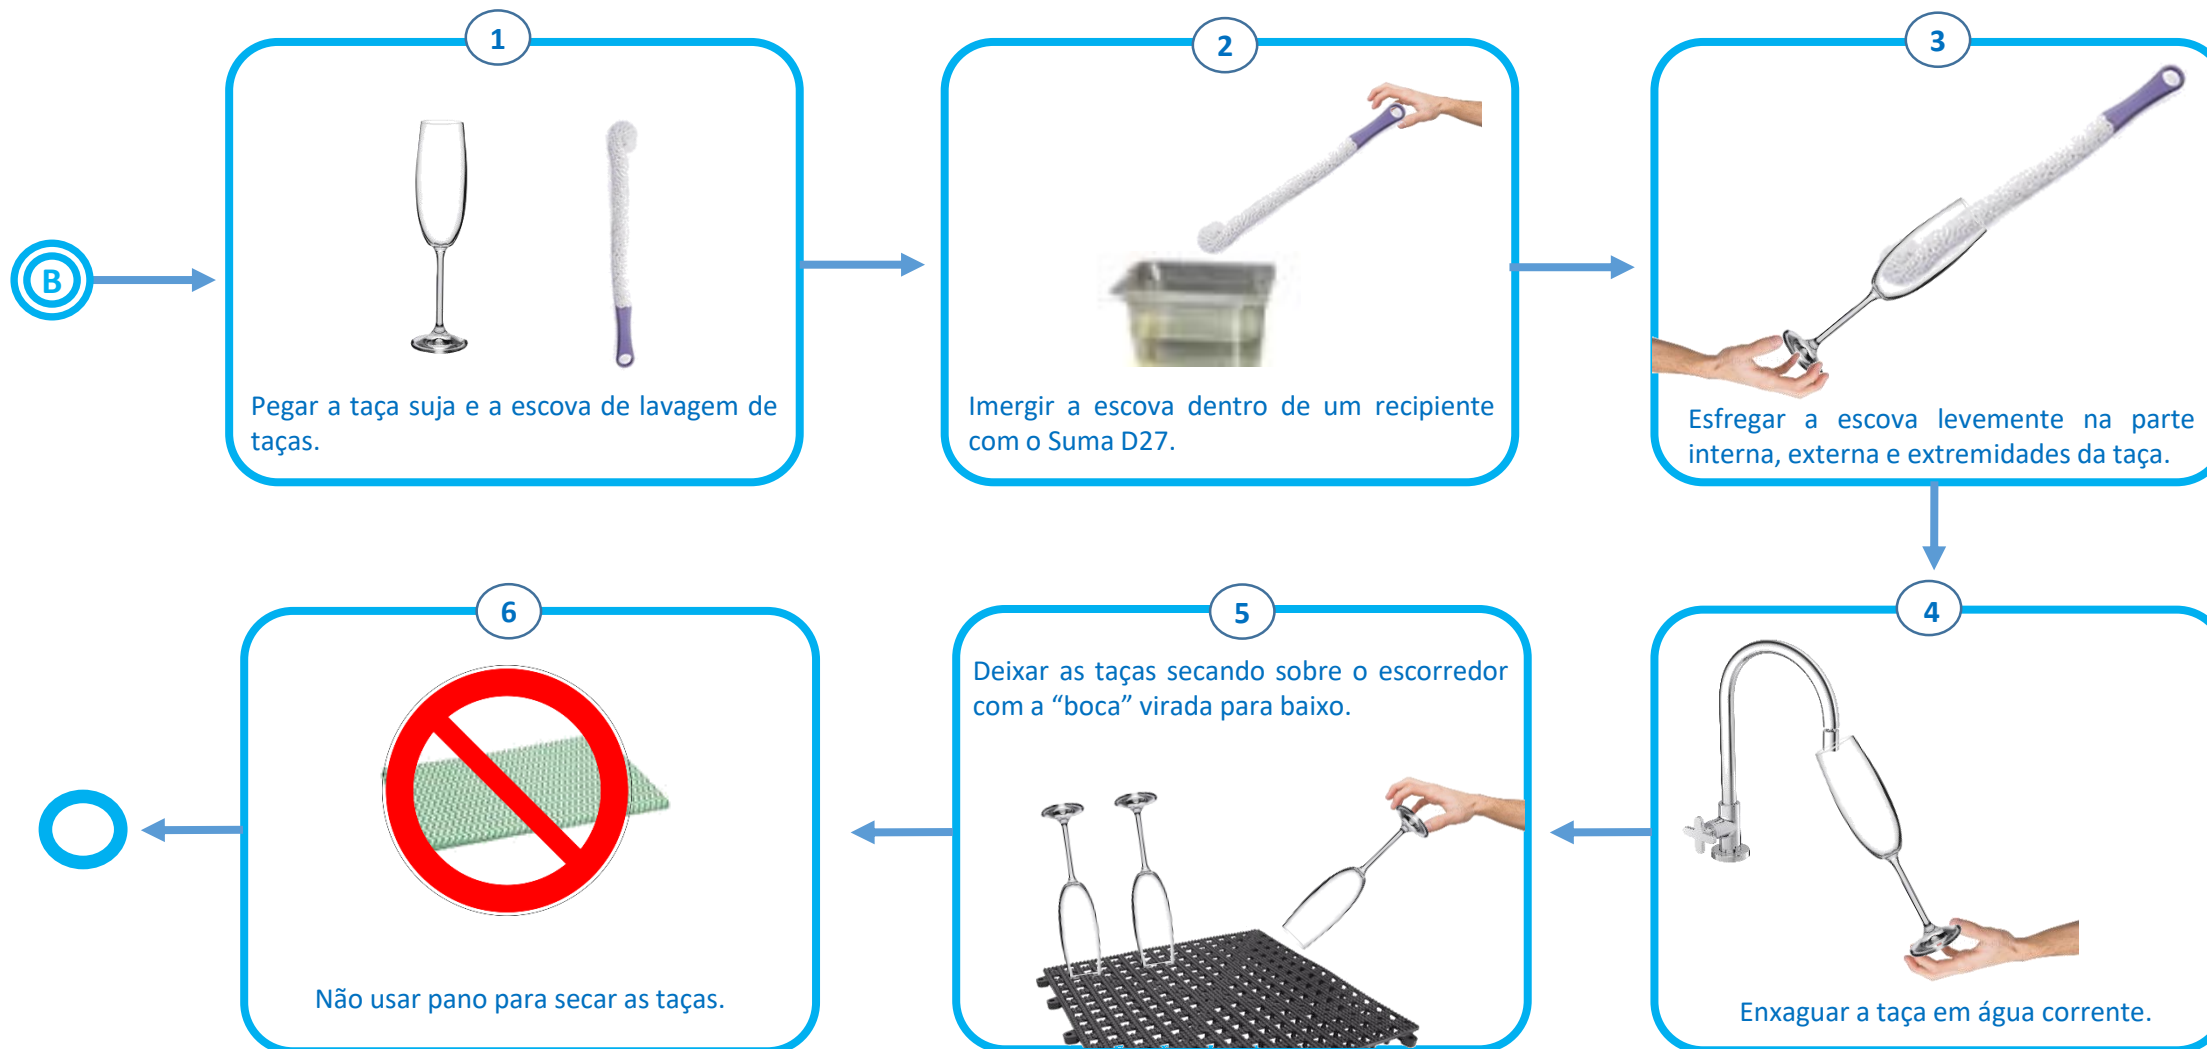 B
1
Pegar a taça suja e a escova de lavagem de
taças.
2
Imergir a escova dentro de um recipiente
com o Suma D27.
3
Esfregar a escova levemente na parte
interna, externa e extremidades da taça.
4
Enxaguar a taça em água corrente.
5
Deixar as taças secando sobre o escorredor
com a “boca” virada para baixo.
6
Não usar pano para secar as taças.